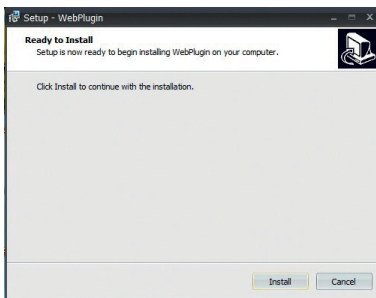 Setup - WebPlugin
Ready to Install
Setup is now ready to begin installing WebPlugin on your computer.
Click Install to continue with the installation.
Install
Cancel